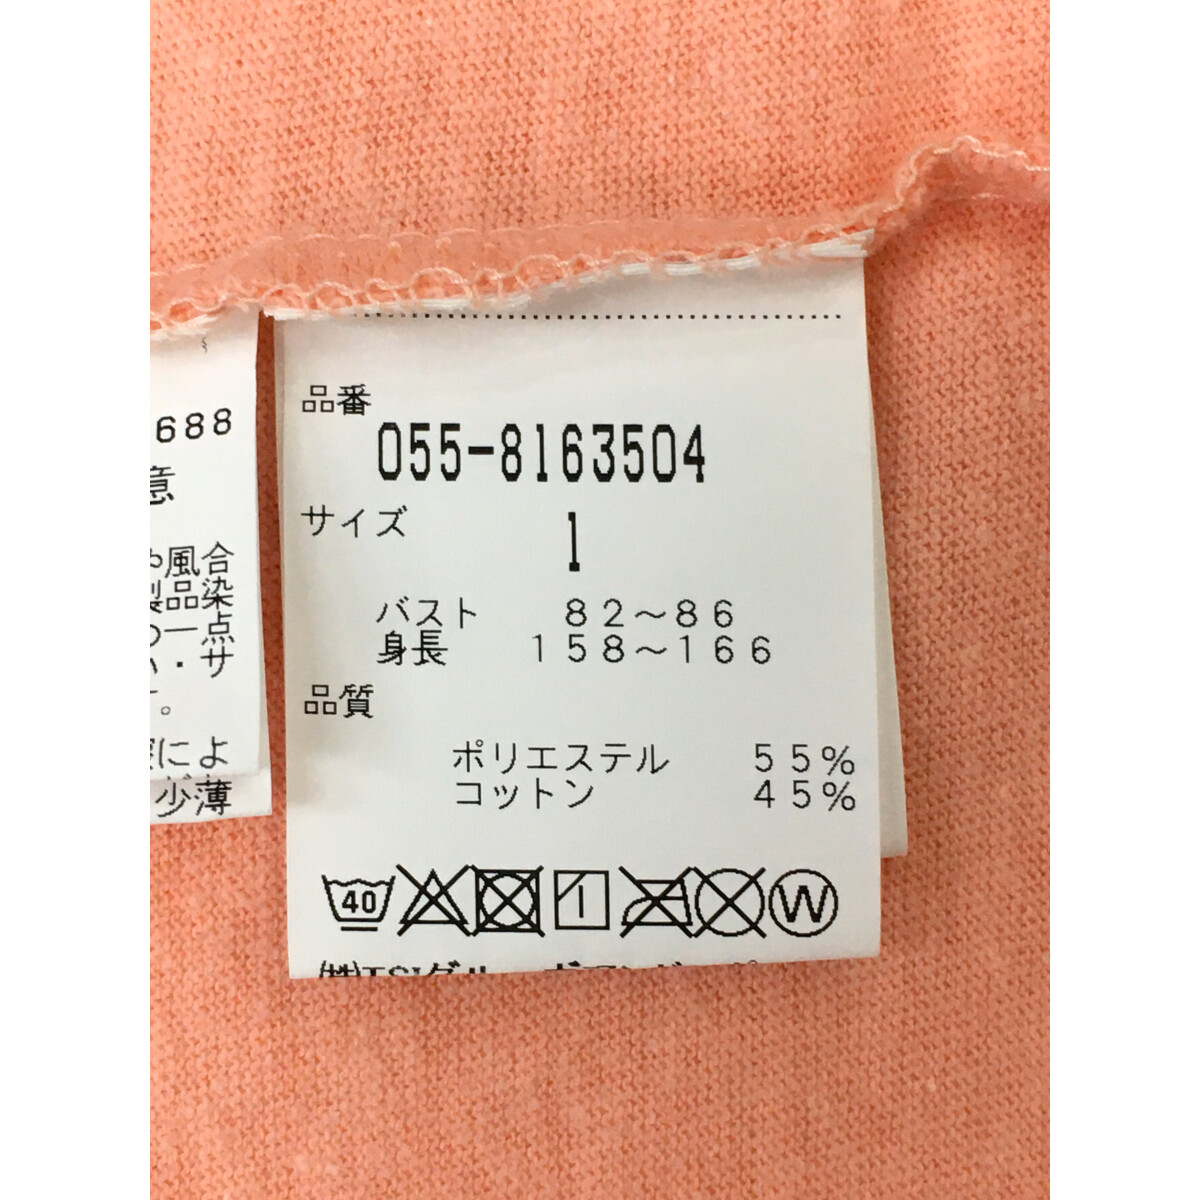 688
意
や風合
製品染
の一点
い・サ
す。
によ
少薄
品番
055-8163504
サイズ
1
バスト 82～86
身長 158～166
品質
ポリエステル 55%
コットン 45%
40
1
W